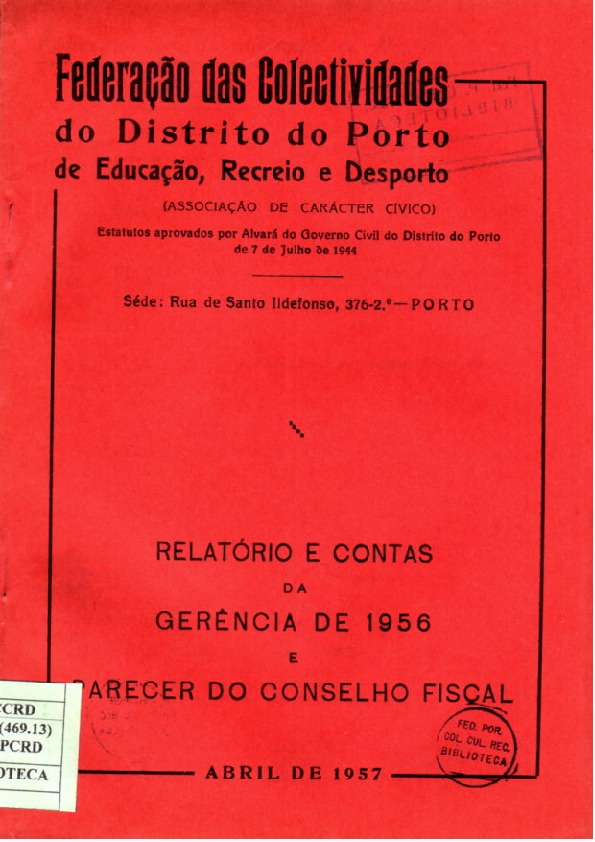 Federação das Colectividades
do Distrito do Porto
de Educação, Recreio e Desporto
(ASSOCIAÇÃO DE CARÁCTER CÍVICO)
Estatutos aprovados por Alvará do Governo Civil do Distrito do Porto
de 7 de Julho de 1944
Séde: Rua de Santo Ildefonso, 376-2.º — PORTO
RELATÓRIO E CONTAS
DA
GERÊNCIA DE 1956
E
PARECER DO CONSELHO FISCAL
CCRD
(469.13)
PCRD
OTECA
FED. POR.
COL. CUL. REC.
BIBLIOTECA
ABRIL DE 1957